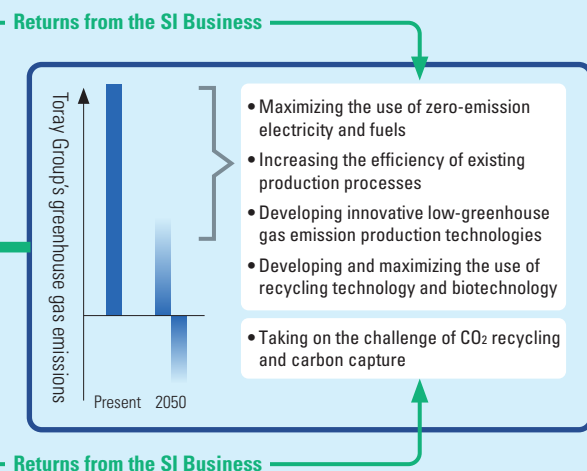 Returns from the SI Business
Toray Group's greenhouse gas emissions
• Maximizing the use of zero-emission
electricity and fuels
• Increasing the efficiency of existing
production processes
• Developing innovative low-greenhouse
gas emission production technologies
• Developing and maximizing the use of
recycling technology and biotechnology
• Taking on the challenge of CO₂ recycling
and carbon capture
Present 2050
Returns from the SI Business